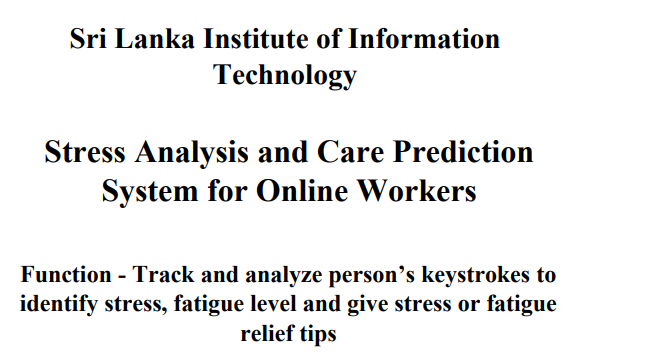 Sri Lanka Institute of Information
Technology
Stress Analysis and Care Prediction
System for Online Workers
Function - Track and analyze person’s keystrokes to
identify stress, fatigue level and give stress or fatigue
relief tips